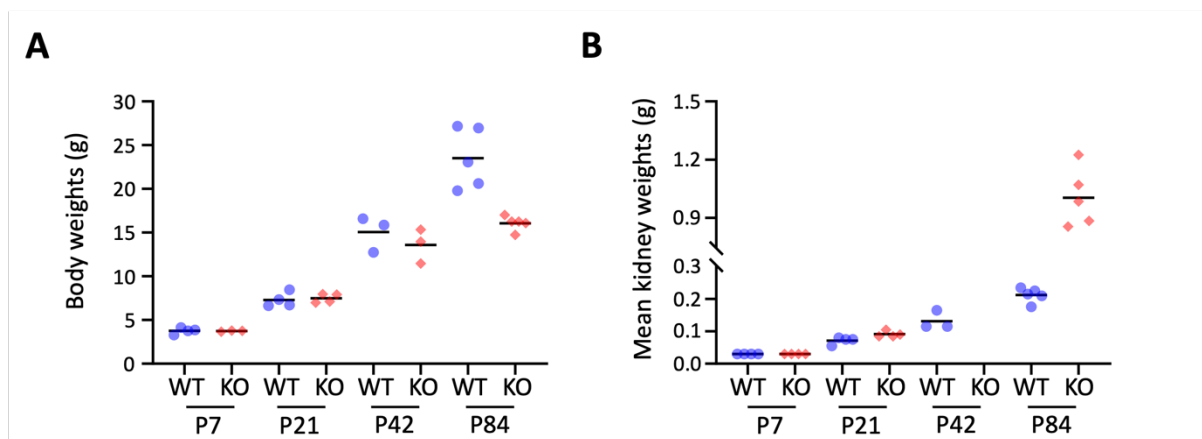 A
Body weights (g)
30
25
20
15
10
5
0
WT KO WT KO WT KO WT KO
P7 P21 P42 P84
B
Mean kidney weights (g)
1.5
1.2
0.9
0.3
0.2
0.1
0.0
WT KO WT KO WT KO WT KO
P7 P21 P42 P84